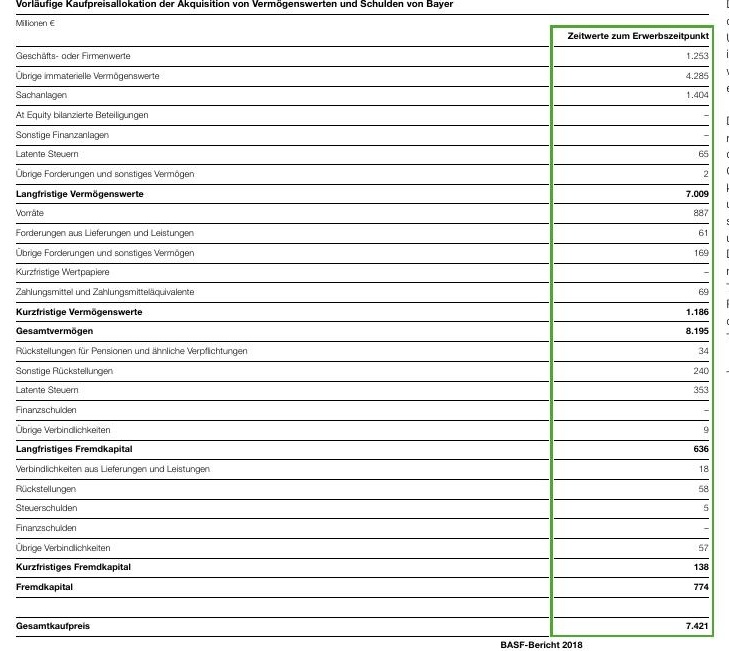 Vorläufige Kaufpreisallokation der Akquisition von Vermögenswerten und Schulden von Bayer
Millionen €
Zeitwerte zum Erwerbszeitpunkt
Geschäfts- oder Firmenwerte 1.253
Übrige immaterielle Vermögenswerte 4.285
Sachanlagen 1.404
At Equity bilanzierte Beteiligungen –
Sonstige Finanzanlagen –
Latente Steuern 65
Übrige Forderungen und sonstiges Vermögen 2
Langfristige Vermögenswerte 7.009
Vorräte 887
Forderungen aus Lieferungen und Leistungen 61
Übrige Forderungen und sonstiges Vermögen 169
Kurzfristige Wertpapiere –
Zahlungsmittel und Zahlungsmitteläquivalente 69
Kurzfristige Vermögenswerte 1.186
Gesamtvermögen 8.195
Rückstellungen für Pensionen und ähnliche Verpflichtungen 34
Sonstige Rückstellungen 240
Latente Steuern 353
Finanzschulden –
Übrige Verbindlichkeiten 9
Langfristiges Fremdkapital 636
Verbindlichkeiten aus Lieferungen und Leistungen 18
Rückstellungen 58
Steuerschulden 5
Finanzschulden –
Übrige Verbindlichkeiten 57
Kurzfristiges Fremdkapital 138
Fremdkapital 774
Gesamtkaufpreis 7.421
BASF-Bericht 2018